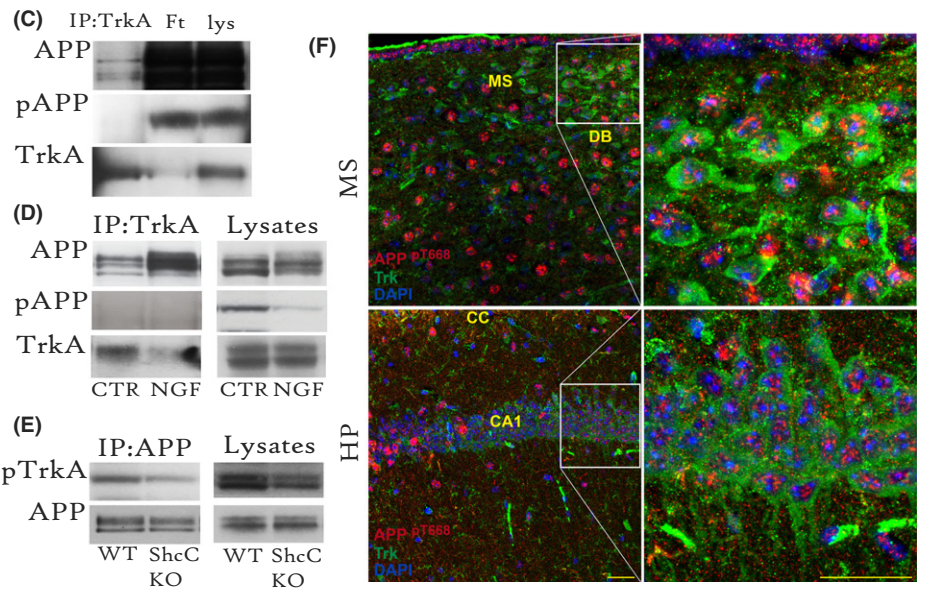 (C)
IP:TrkA Ft lys
APP
pAPP
TrkA
(D)
IP:TrkA Lysates
APP
pAPP
TrkA
CTR NGF CTR NGF
(E)
IP:APP Lysates
pTrkA
APP
WT ShcC KO WT ShcC KO
(F)
MS
MS
DB
APP pT668
Trk
DAPI
HP
CC
CA1
APP pT668
Trk
DAPI